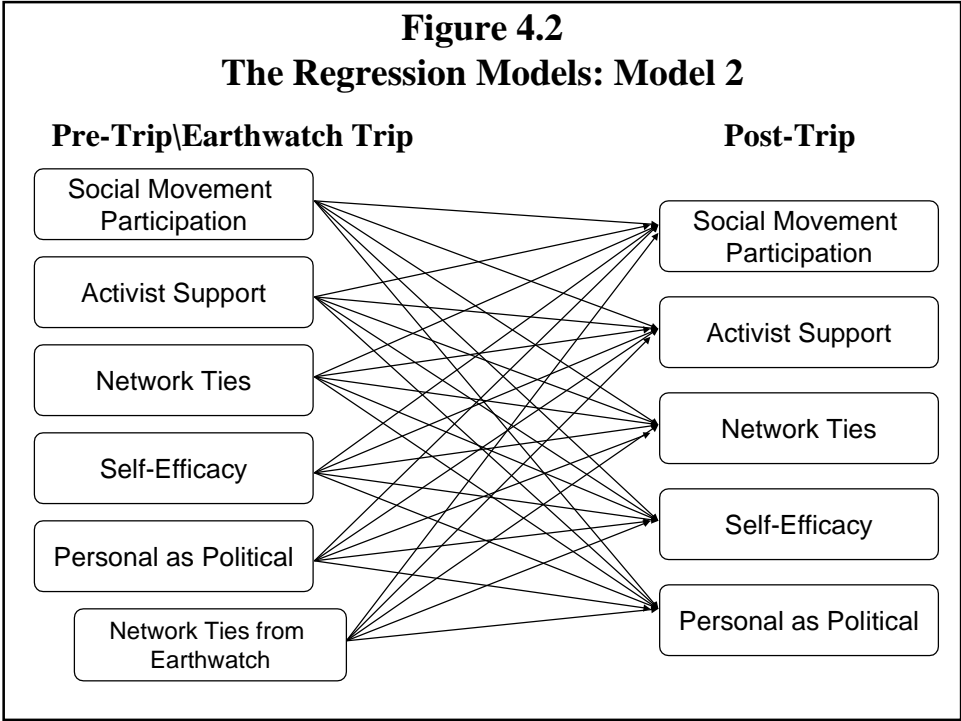 Figure 4.2
The Regression Models: Model 2
Pre-Trip\Earthwatch Trip
Social Movement
Participation
Activist Support
Network Ties
Self-Efficacy
Personal as Political
Network Ties from
Earthwatch
Post-Trip
Social Movement
Participation
Activist Support
Network Ties
Self-Efficacy
Personal as Political